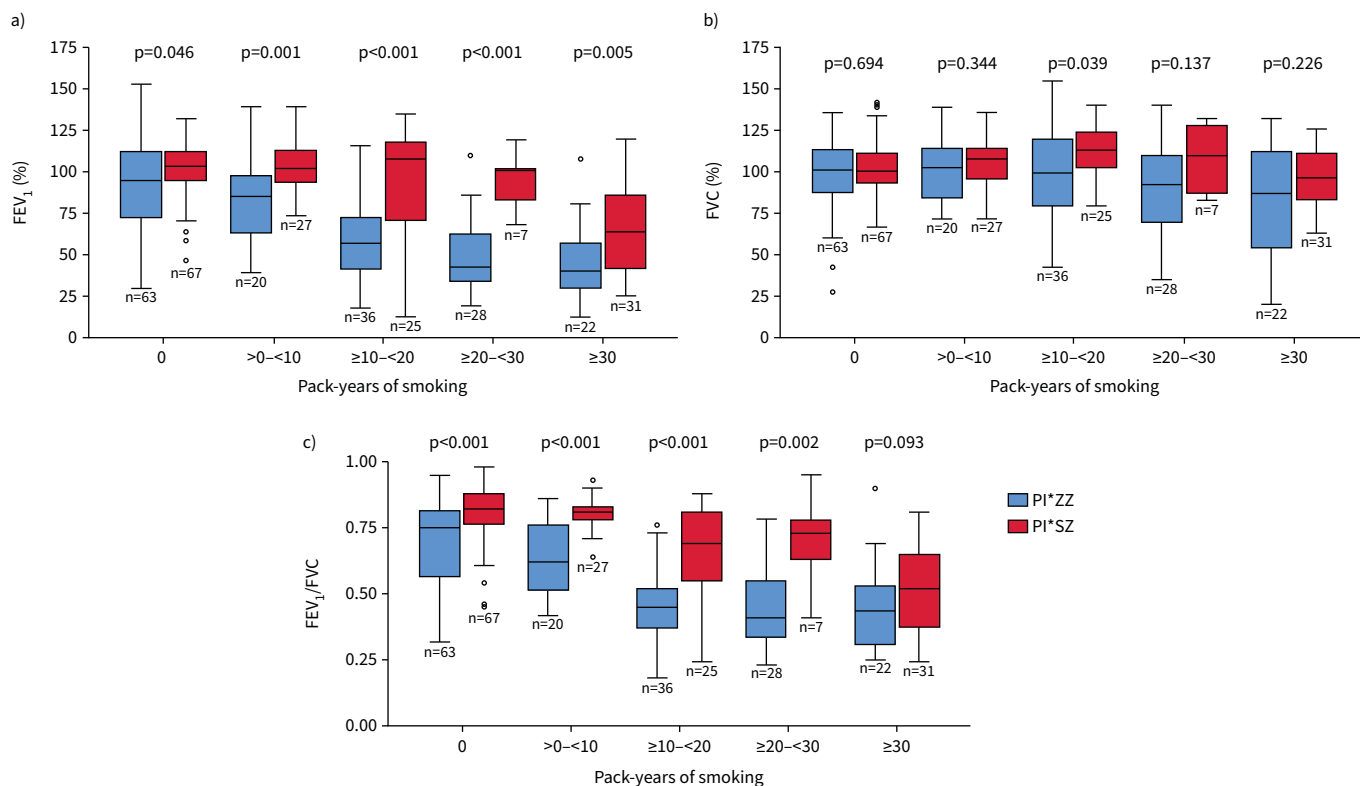 a)
p=0.046 p=0.001 p<0.001 p<0.001 p=0.005
FEV1 (%)
175
150
125
100
75
50
25
0
n=63 n=67 n=20 n=27 n=36 n=25 n=28 n=7 n=22 n=31
0 >0–<10 ≥10–<20 ≥20–<30 ≥30
Pack-years of smoking
b)
p=0.694 p=0.344 p=0.039 p=0.137 p=0.226
FVC (%)
175
150
125
100
75
50
25
0
n=63 n=67 n=20 n=27 n=36 n=25 n=28 n=7 n=22 n=31
0 >0–<10 ≥10–<20 ≥20–<30 ≥30
Pack-years of smoking
c)
p<0.001 p<0.001 p<0.001 p=0.002 p=0.093
FEV1/FVC
1.00
0.75
0.50
0.25
0.00
n=63 n=67 n=20 n=27 n=36 n=25 n=28 n=7 n=22 n=31
0 >0–<10 ≥10–<20 ≥20–<30 ≥30
Pack-years of smoking
PI*ZZ
PI*SZ